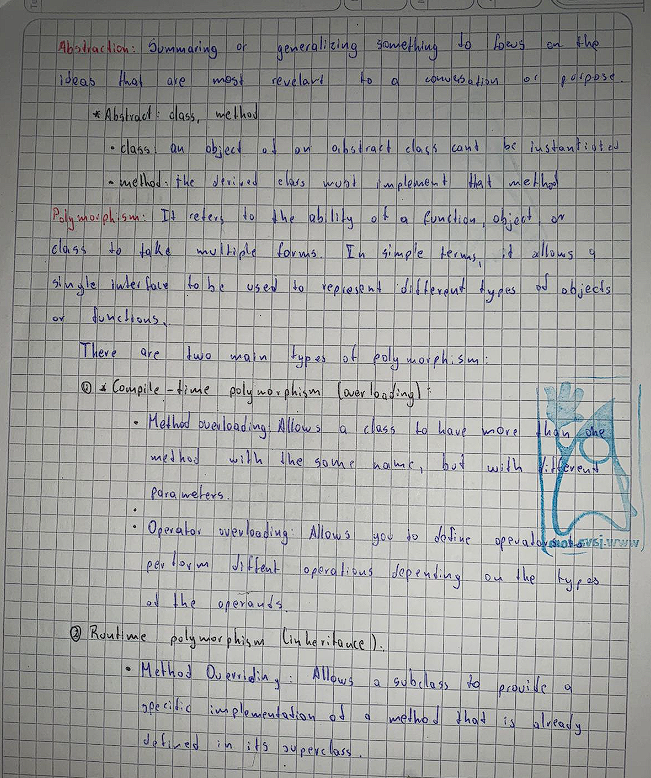 Abstraction: Summaring or generalizing something to focus on the
ideas that are most revelart to a conversation or purpose.
* Abstract: class, method
• class: an object of an abstract class cant be instantiated
• method: the derived class must implement that method
Polymorphism: It refers to the ability of a function, object or
class to take multiple forms. In simple terms, it allows a
single interface to be used to represent different types of objects
or functions.
There are two main types of polymorphism:
① * Compile-time polymorphism (overloading):
• Method overloading: Allows a class to have more than one
method with the same name, but with different
parameters.
•
• Operator overloading: Allows you to define operators
perform diffent operations depending on the types
of the operands.
② Routime polymorphism (inheritance).
• Method Overriding: Allows a subclass to provide a
specific implementation of a method that is already
defined in its superclass.